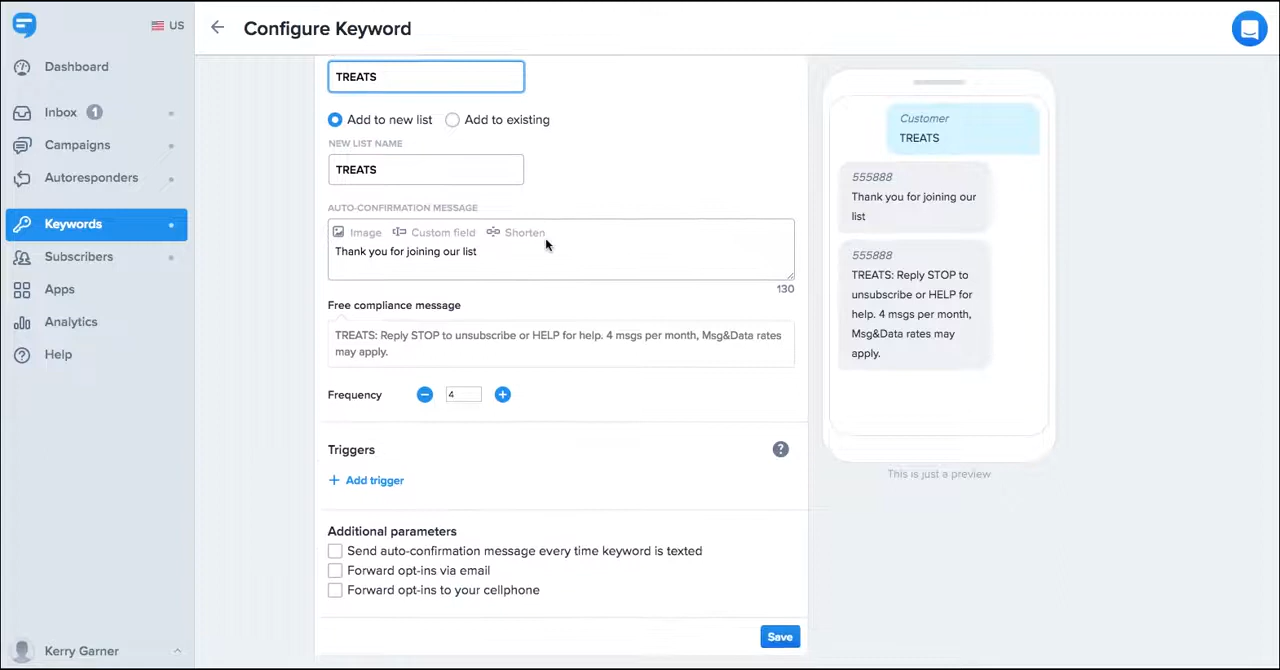 US
Configure Keyword
Dashboard
Inbox 1
Campaigns
Autoresponders
Keywords
Subscribers
Apps
Analytics
Help
Kerry Garner
TREATS
Add to new list
Add to existing
NEW LIST NAME
TREATS
AUTO-CONFIRMATION MESSAGE
Image
Custom field
Shorten
Thank you for joining our list
130
Free compliance message
TREATS: Reply STOP to unsubscribe or HELP for help. 4 msgs per month, Msg&Data rates
may apply.
Frequency
4
Triggers
?
+ Add trigger
Additional parameters
Send auto-confirmation message every time keyword is texted
Forward opt-ins via email
Forward opt-ins to your cellphone
Save
Customer
TREATS
555888
Thank you for joining our
list
555888
TREATS: Reply STOP to
unsubscribe or HELP for
help. 4 msgs per month,
Msg&Data rates may
apply.
This is just a preview